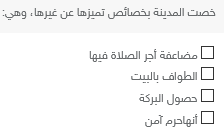 خصت المدينة بخصائص تميزها عن غيرها، وهي:
مضاعفة أجر الصلاة فيها
الطواف بالبيت
حصول البركة
أنهاحرم آمن